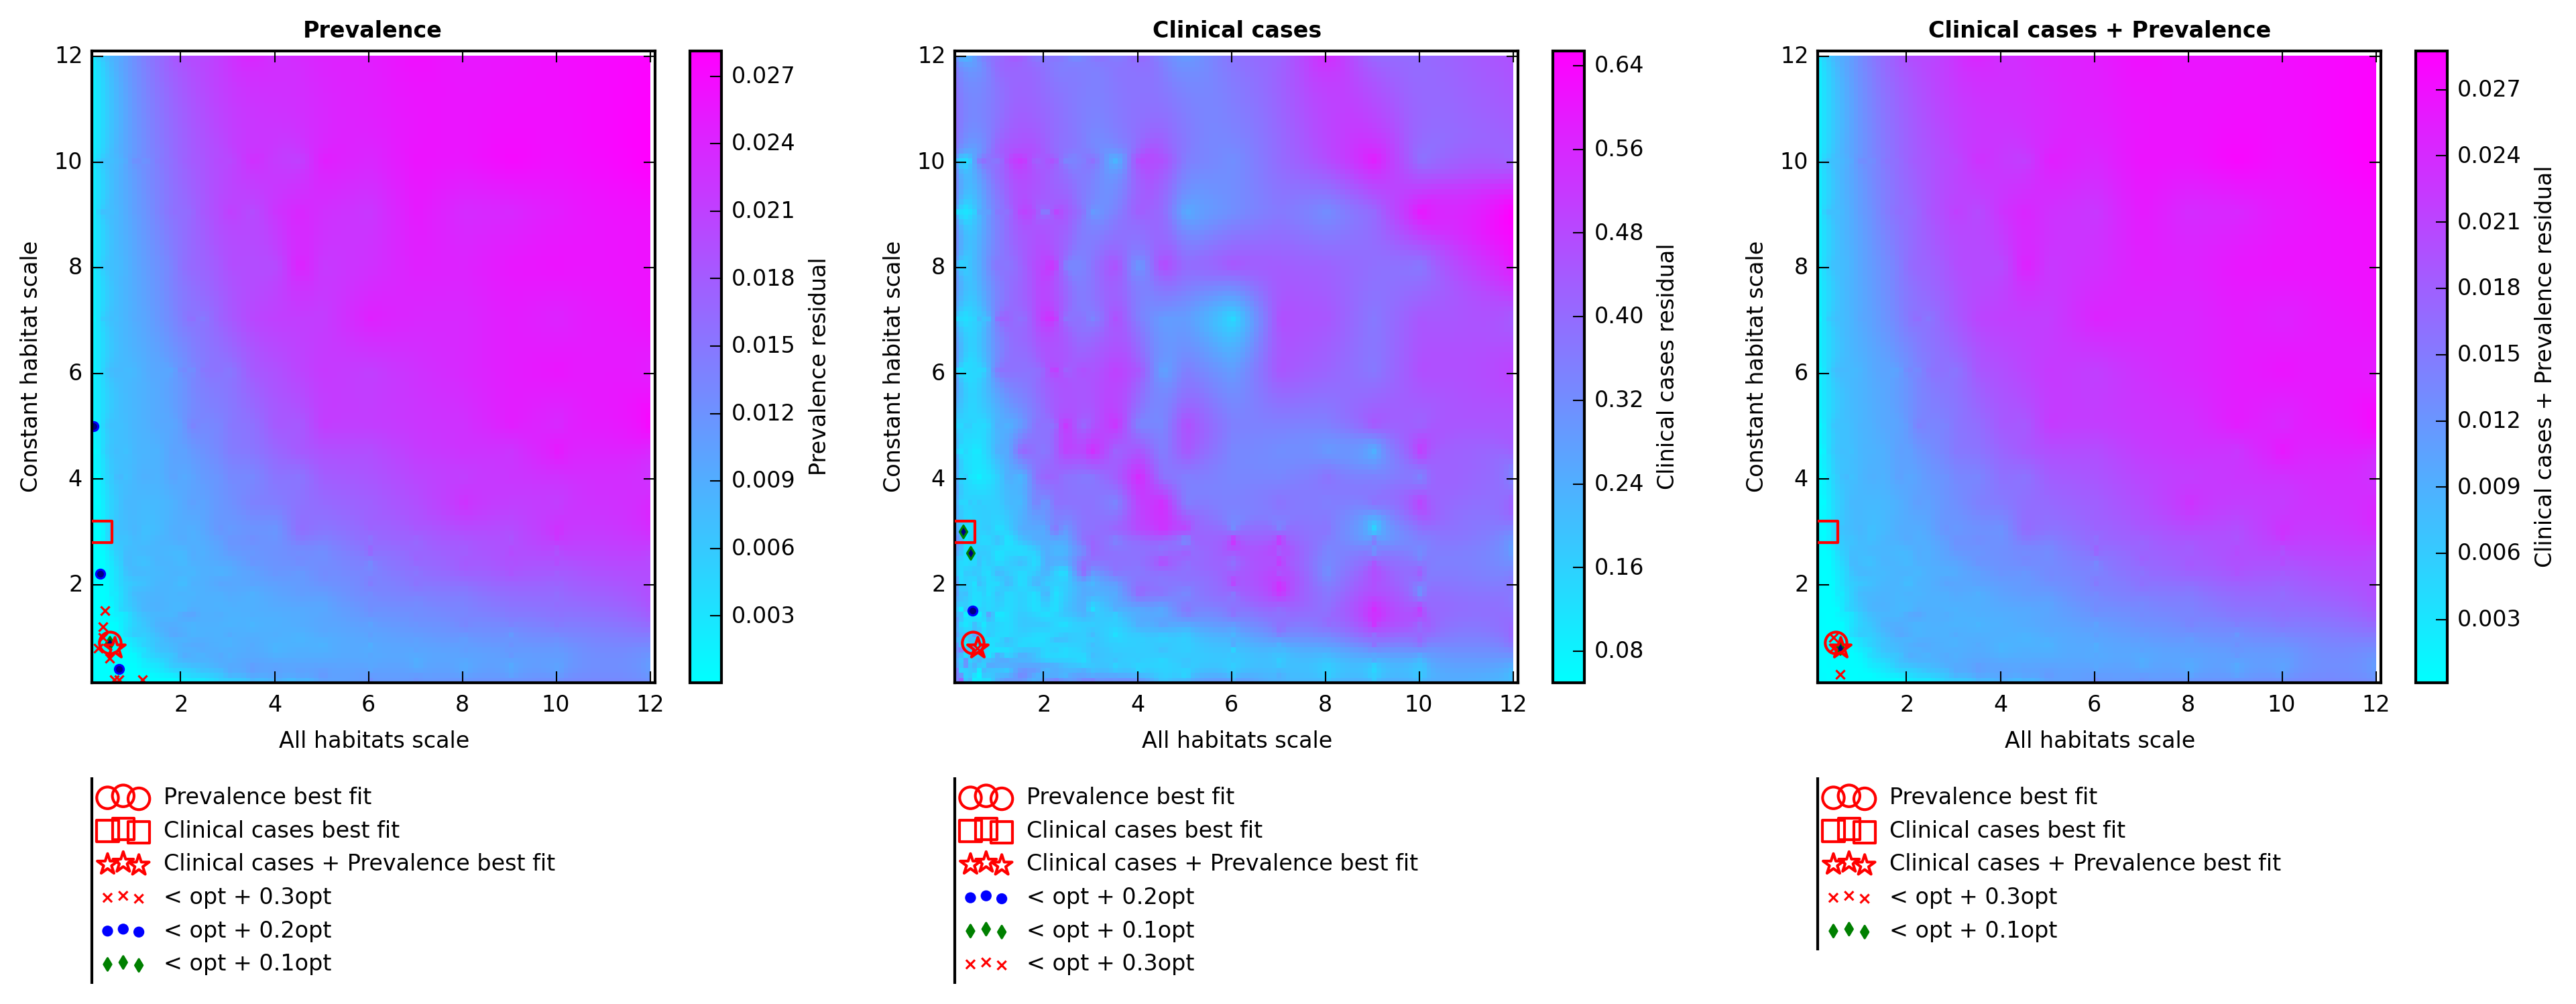 Prevalence
12
10
8
6
4
2
2 4 6 8 10 12
Constant habitat scale
All habitats scale
0.027
0.024
0.021
0.018
0.015
0.012
0.009
0.006
0.003
Prevalence residual
Prevalence best fit
Clinical cases best fit
Clinical cases + Prevalence best fit
< opt + 0.3opt
< opt + 0.2opt
< opt + 0.1opt
Clinical cases
12
10
8
6
4
2
2 4 6 8 10 12
Constant habitat scale
All habitats scale
0.64
0.56
0.48
0.40
0.32
0.24
0.16
0.08
Clinical cases residual
Prevalence best fit
Clinical cases best fit
Clinical cases + Prevalence best fit
< opt + 0.2opt
< opt + 0.1opt
< opt + 0.3opt
Clinical cases + Prevalence
12
10
8
6
4
2
2 4 6 8 10 12
Constant habitat scale
All habitats scale
0.027
0.024
0.021
0.018
0.015
0.012
0.009
0.006
0.003
Clinical cases + Prevalence residual
Prevalence best fit
Clinical cases best fit
Clinical cases + Prevalence best fit
< opt + 0.3opt
< opt + 0.1opt